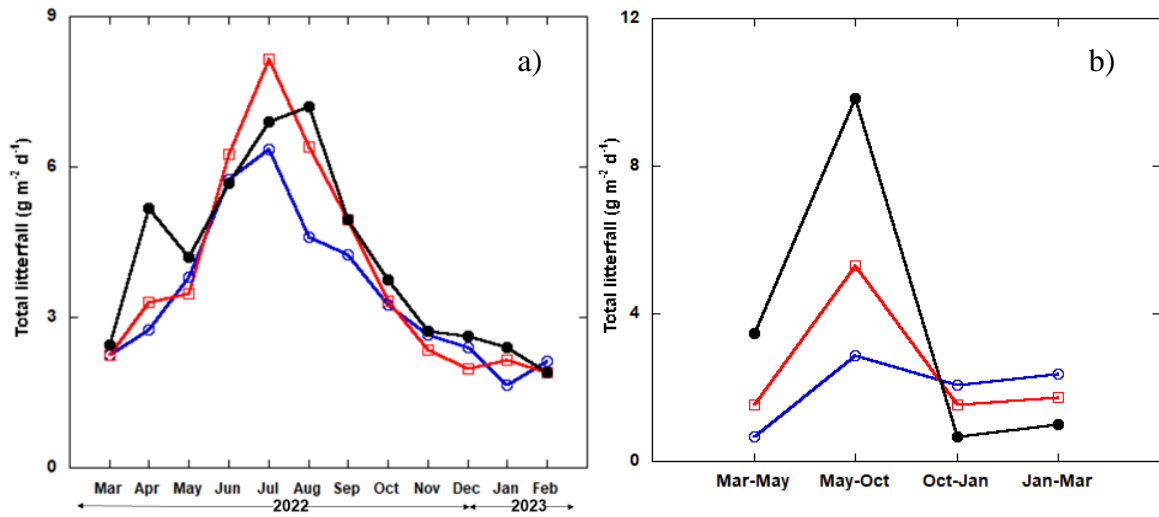 a)
Total litterfall (g m⁻² d⁻¹)
9
6
3
0
Mar Apr May Jun Jul Aug Sep Oct Nov Dec Jan Feb
2022 2023
b)
Total litterfall (g m⁻² d⁻¹)
12
8
4
0
Mar-May May-Oct Oct-Jan Jan-Mar